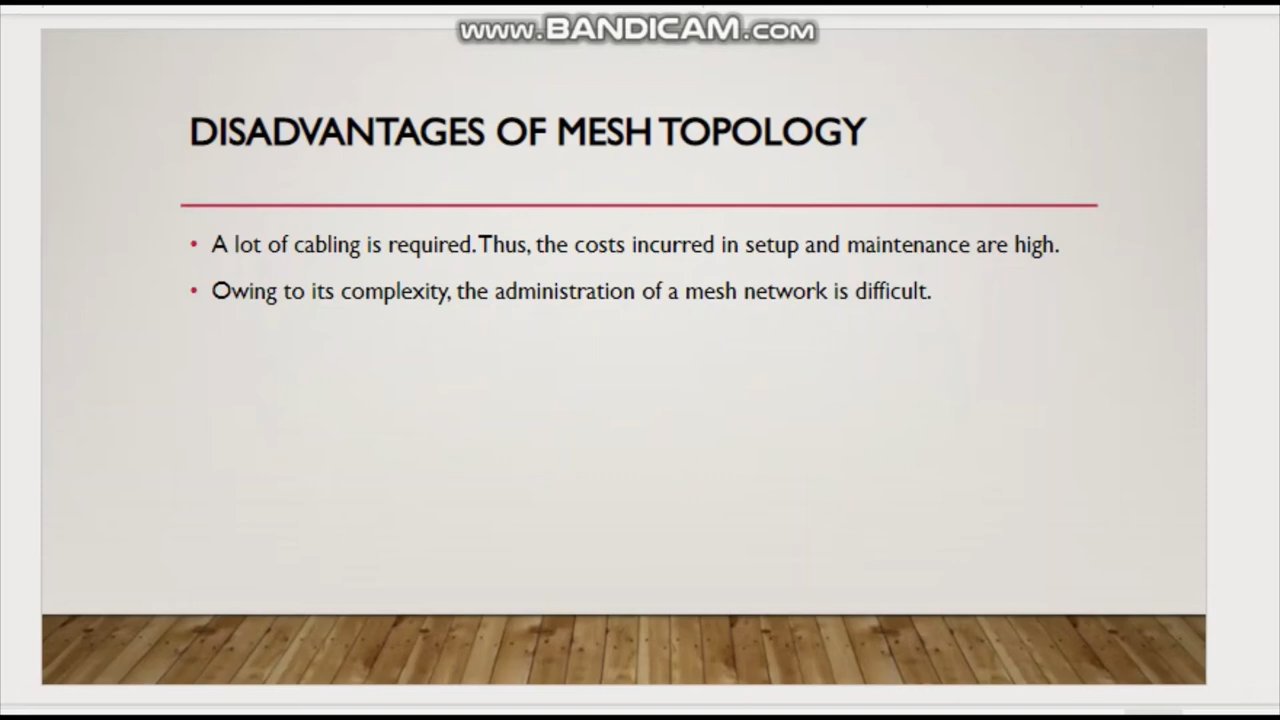 www.BANDICAM.com
DISADVANTAGES OF MESH TOPOLOGY
• A lot of cabling is required. Thus, the costs incurred in setup and maintenance are high.
• Owing to its complexity, the administration of a mesh network is difficult.